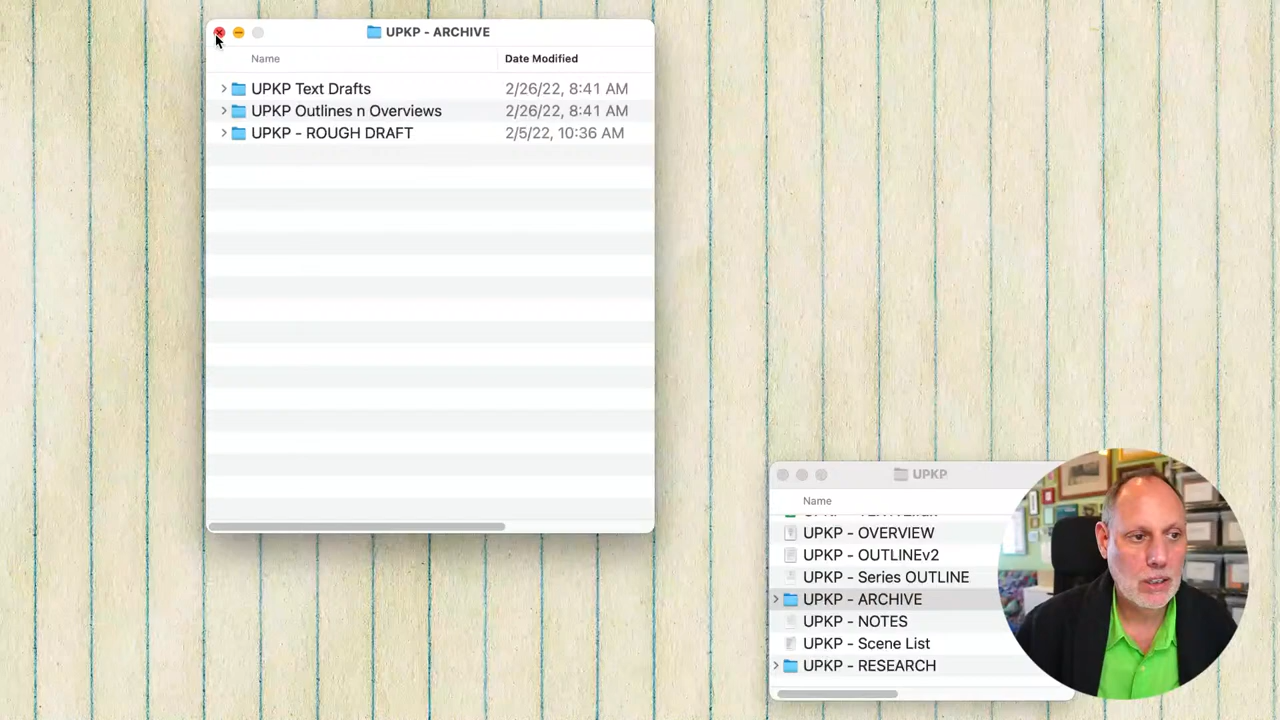 UPKP - ARCHIVE
Name
Date Modified
UPKP Text Drafts
2/26/22, 8:41 AM
UPKP Outlines n Overviews
2/26/22, 8:41 AM
UPKP - ROUGH DRAFT
2/5/22, 10:36 AM
UPKP
Name
UPKP - OVERVIEW
UPKP - OUTLINEv2
UPKP - Series OUTLINE
UPKP - ARCHIVE
UPKP - NOTES
UPKP - Scene List
UPKP - RESEARCH